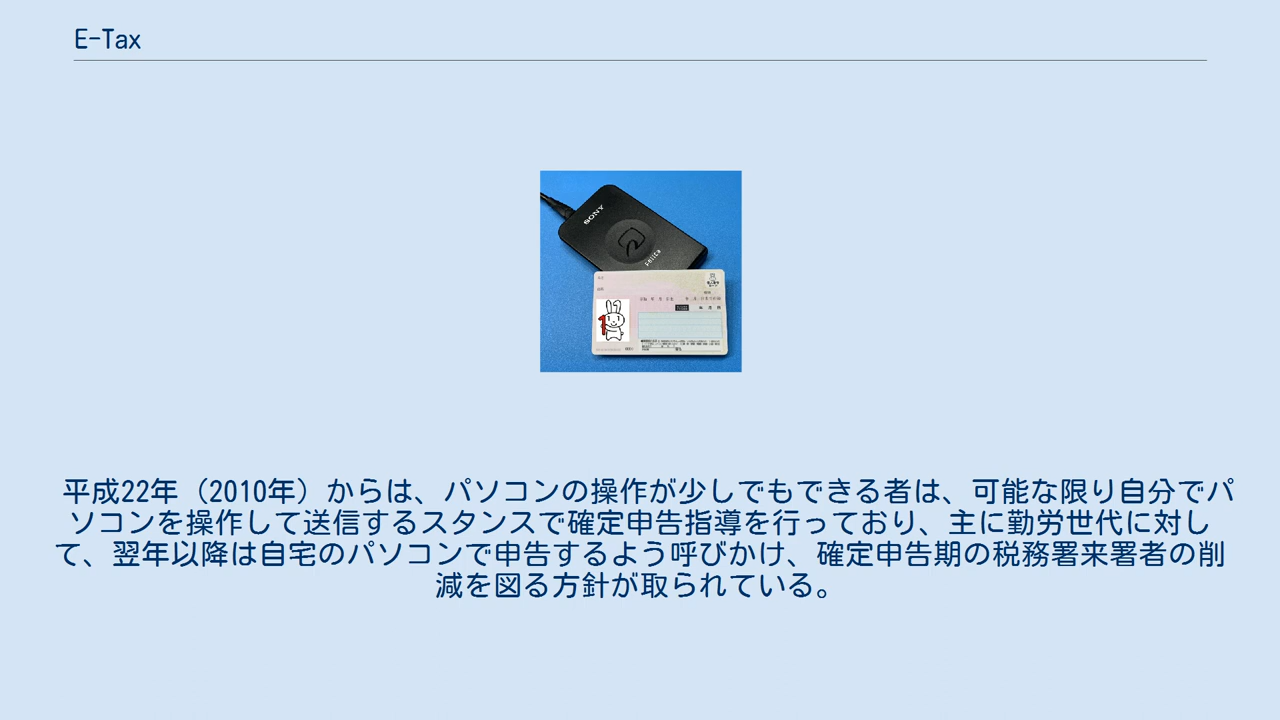 E-Tax
SONY
FeliCa
平成22年（2010年）からは、パソコンの操作が少しでもできる者は、可能な限り自分でパ
ソコンを操作して送信するスタンスで確定申告指導を行っており、主に勤労世代に対し
て、翌年以降は自宅のパソコンで申告するよう呼びかけ、確定申告期の税務署来署者の削
減を図る方針が取られている。